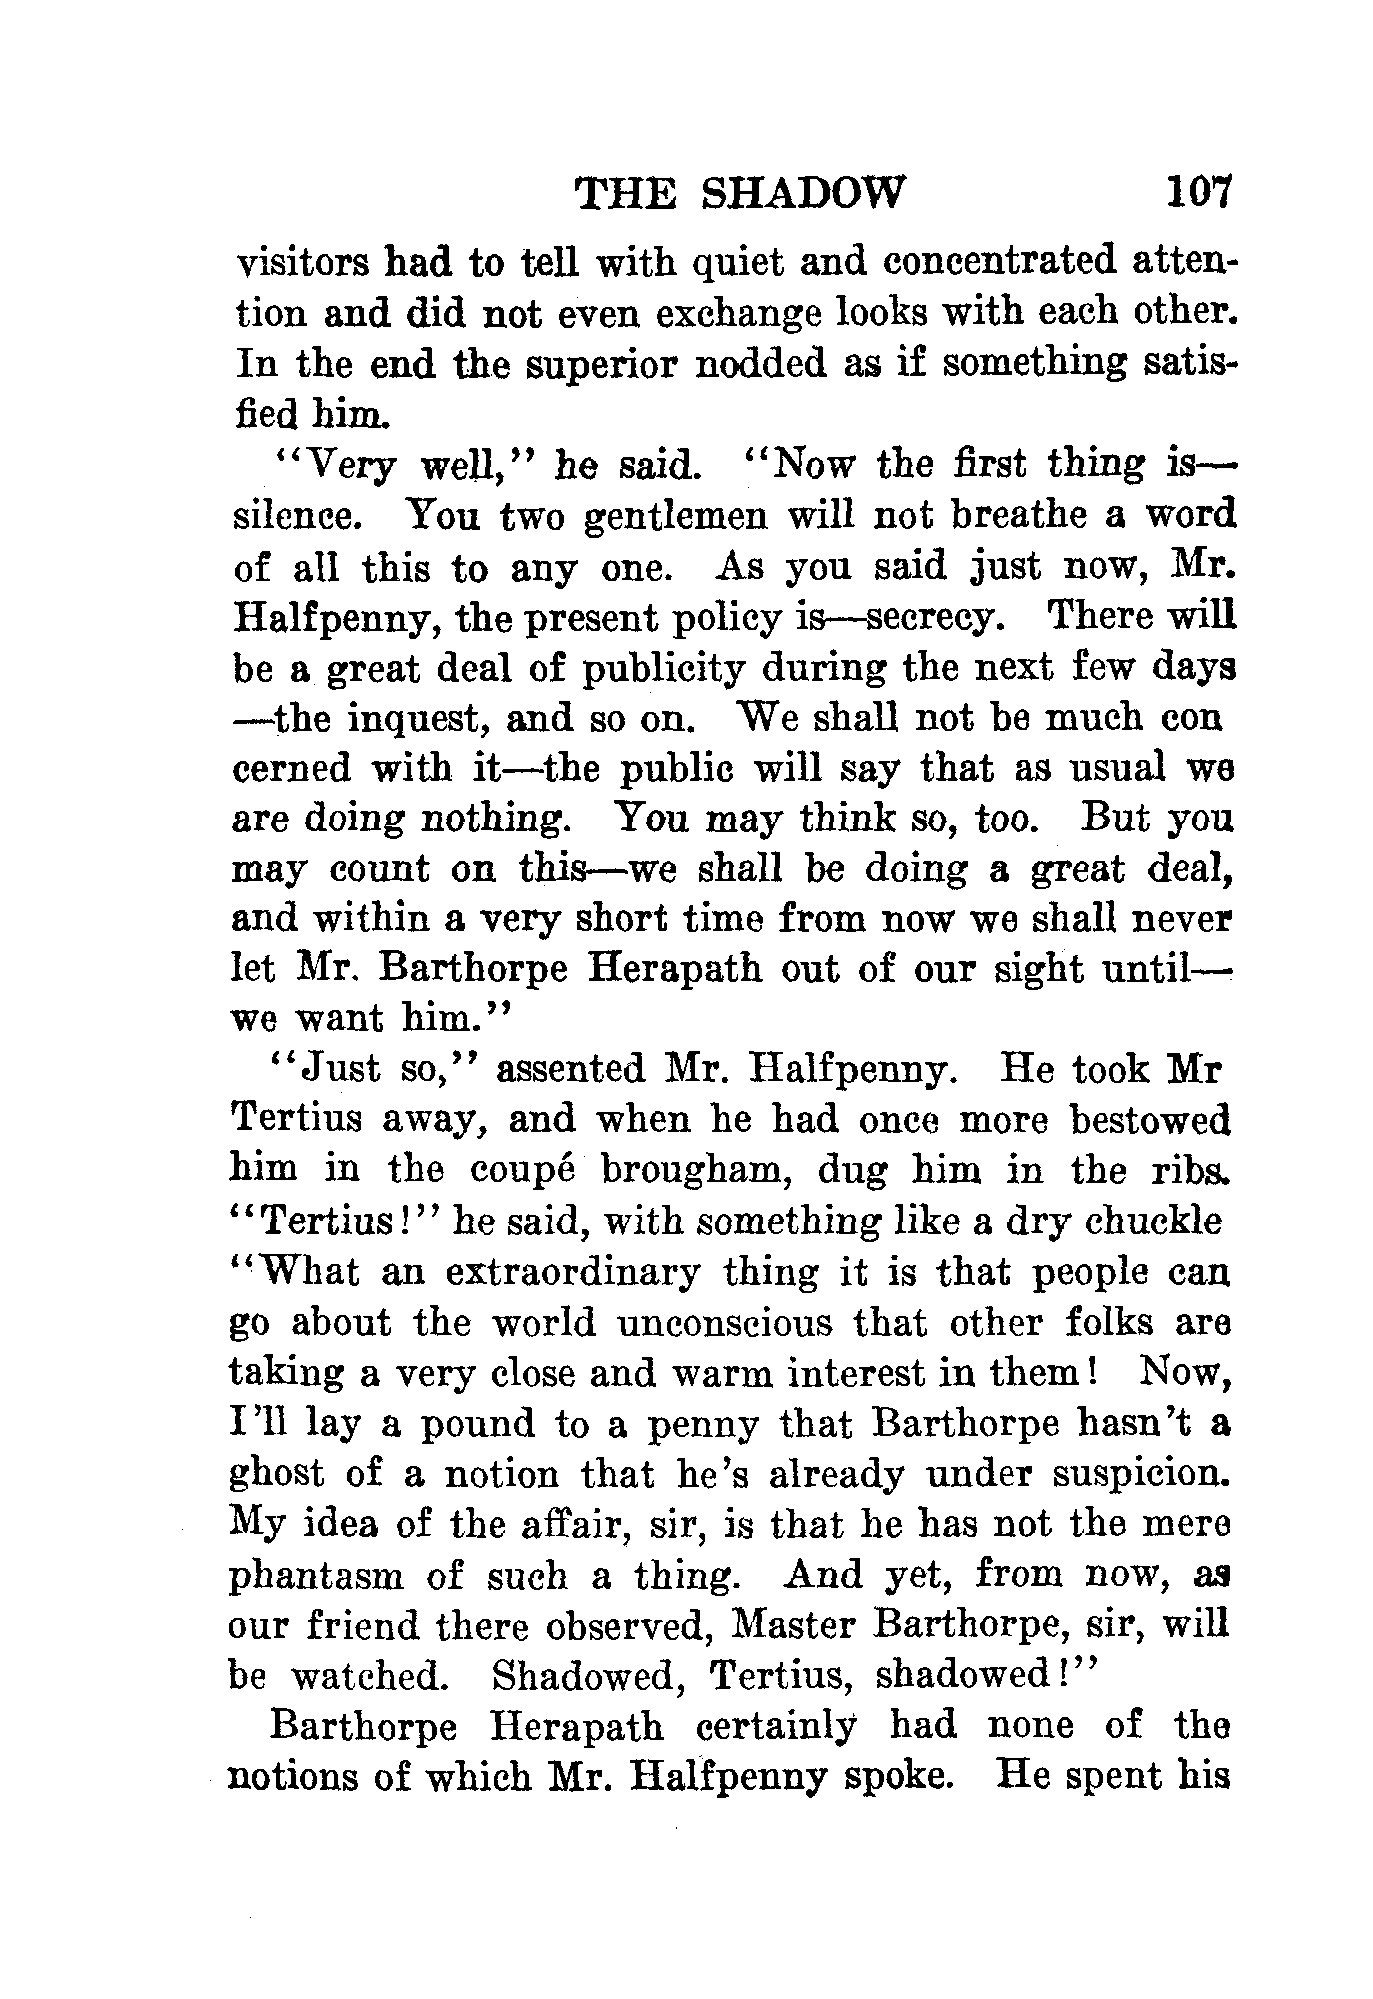 THE SHADOW 107
visitors had to tell with quiet and concentrated atten-
tion and did not even exchange looks with each other.
In the end the superior nodded as if something satis-
fied him.
"Very well," he said. "Now the first thing is—
silence. You two gentlemen will not breathe a word
of all this to any one. As you said just now, Mr.
Halfpenny, the present policy is—secrecy. There will
be a great deal of publicity during the next few days
—the inquest, and so on. We shall not be much con
cerned with it—the public will say that as usual we
are doing nothing. You may think so, too. But you
may count on this—we shall be doing a great deal,
and within a very short time from now we shall never
let Mr. Barthorpe Herapath out of our sight until—
we want him."
"Just so," assented Mr. Halfpenny. He took Mr
Tertius away, and when he had once more bestowed
him in the coupé brougham, dug him in the ribs.
"Tertius!" he said, with something like a dry chuckle
"What an extraordinary thing it is that people can
go about the world unconscious that other folks are
taking a very close and warm interest in them! Now,
I'll lay a pound to a penny that Barthorpe hasn't a
ghost of a notion that he's already under suspicion.
My idea of the affair, sir, is that he has not the mere
phantasm of such a thing. And yet, from now, as
our friend there observed, Master Barthorpe, sir, will
be watched. Shadowed, Tertius, shadowed!"
Barthorpe Herapath certainly had none of the
notions of which Mr. Halfpenny spoke. He spent his